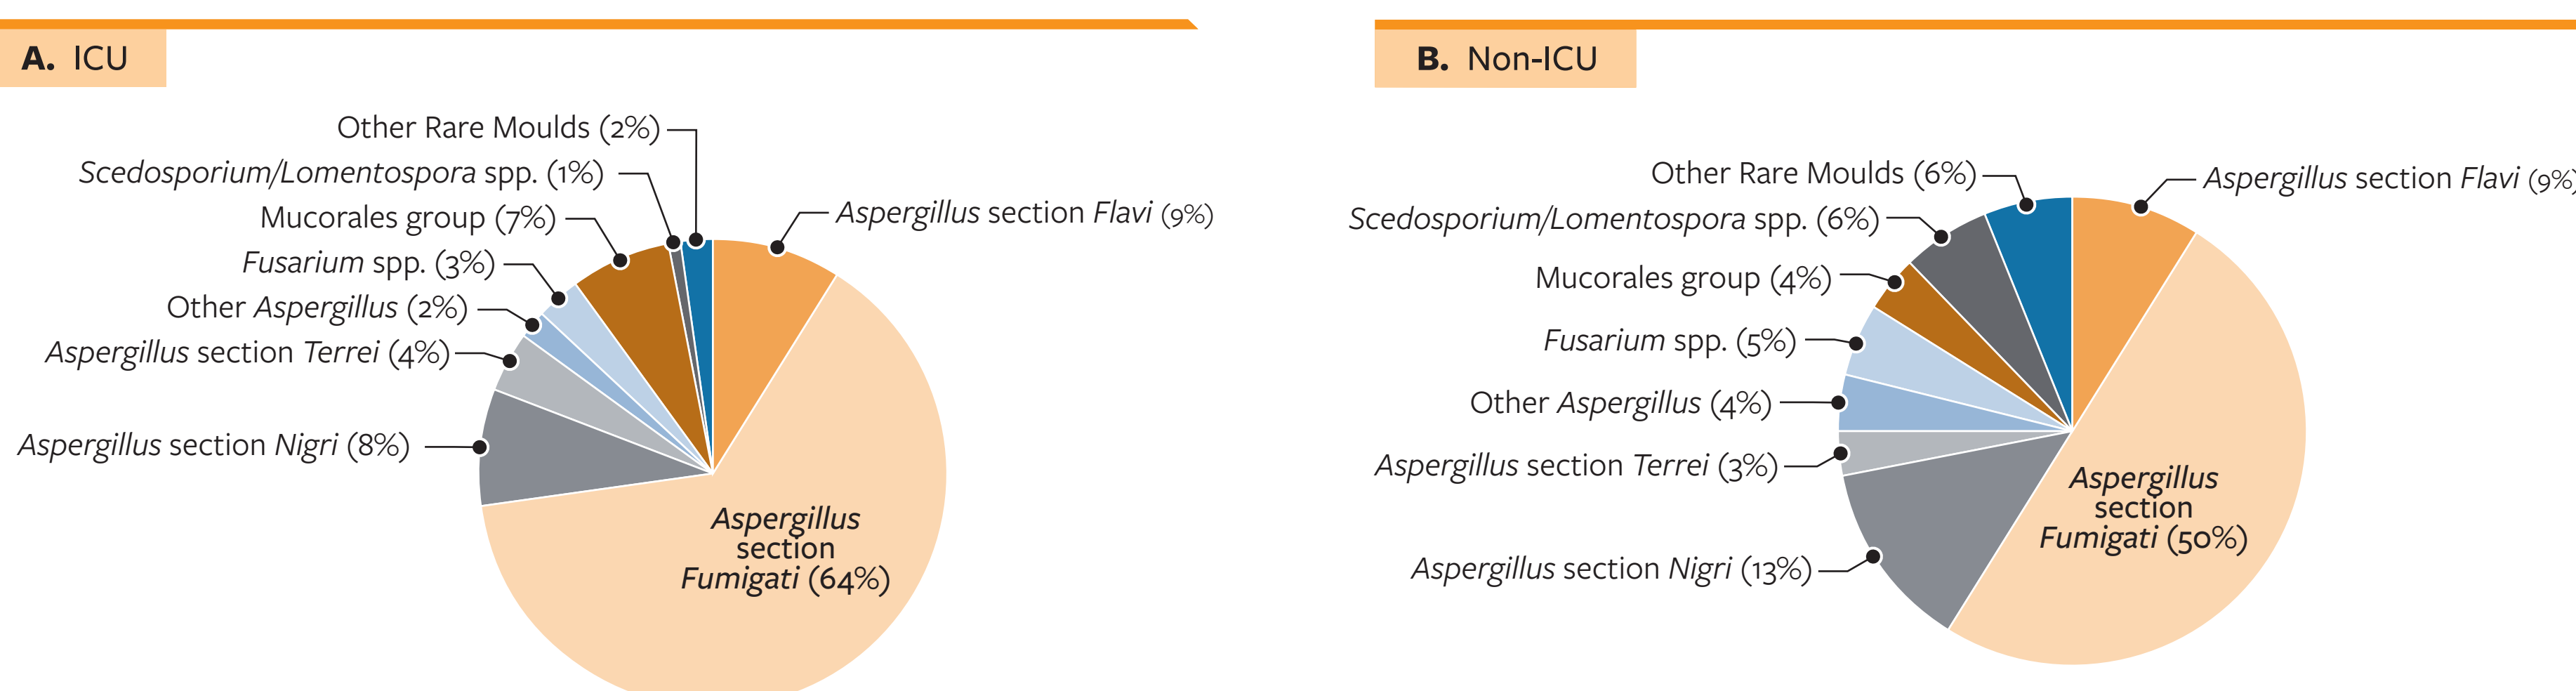 A. ICU
Other Rare Moulds (2%)
Scedosporium/Lomentospora spp. (1%)
Mucorales group (7%)
Aspergillus section Flavi (9%)
Fusarium spp. (3%)
Other Aspergillus (2%)
Aspergillus section Terrei (4%)
Aspergillus section Nigri (8%)
Aspergillus
section
Fumigati (64%)
B. Non-ICU
Other Rare Moulds (6%)
Aspergillus section Flavi (9%)
Scedosporium/Lomentospora spp. (6%)
Mucorales group (4%)
Fusarium spp. (5%)
Other Aspergillus (4%)
Aspergillus section Terrei (3%)
Aspergillus section Nigri (13%)
Aspergillus
section
Fumigati (50%)